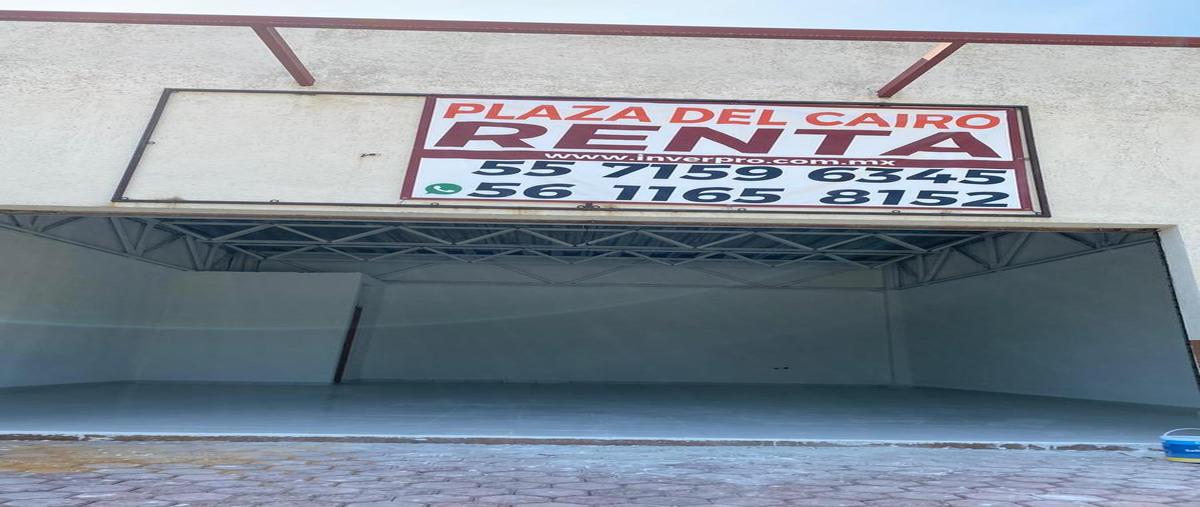 PLAZA DEL CAIRO
RENTA
www.inverpro.com.mx
55 7159 6345
56 1165 8152